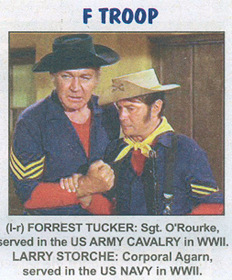 F TROOP
(l-r) FORREST TUCKER: Sgt. O'Rourke,
served in the US ARMY CAVALRY in WWII.
LARRY STORCHE: Corporal Agarn,
served in the US NAVY in WWII.